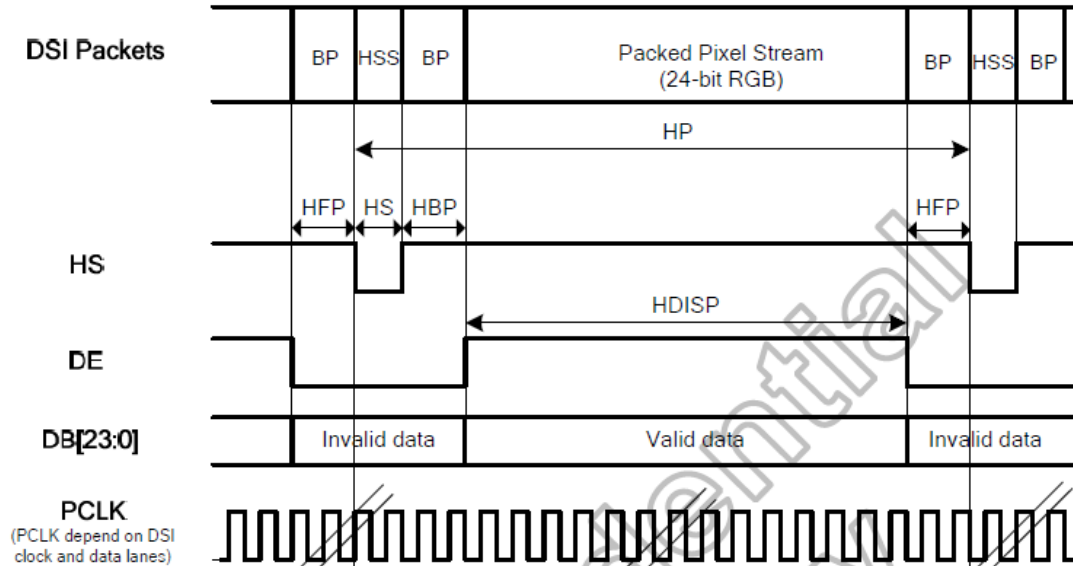 DSI Packets
BP HSS BP Packed Pixel Stream BP HSS BP
(24-bit RGB)
HP
HFP HS HBP HFP
HS
HDISP
DE
DB[23:0] Invalid data Valid data Invalid data
PCLK
(PCLK depend on DSI
clock and data lanes)
dential